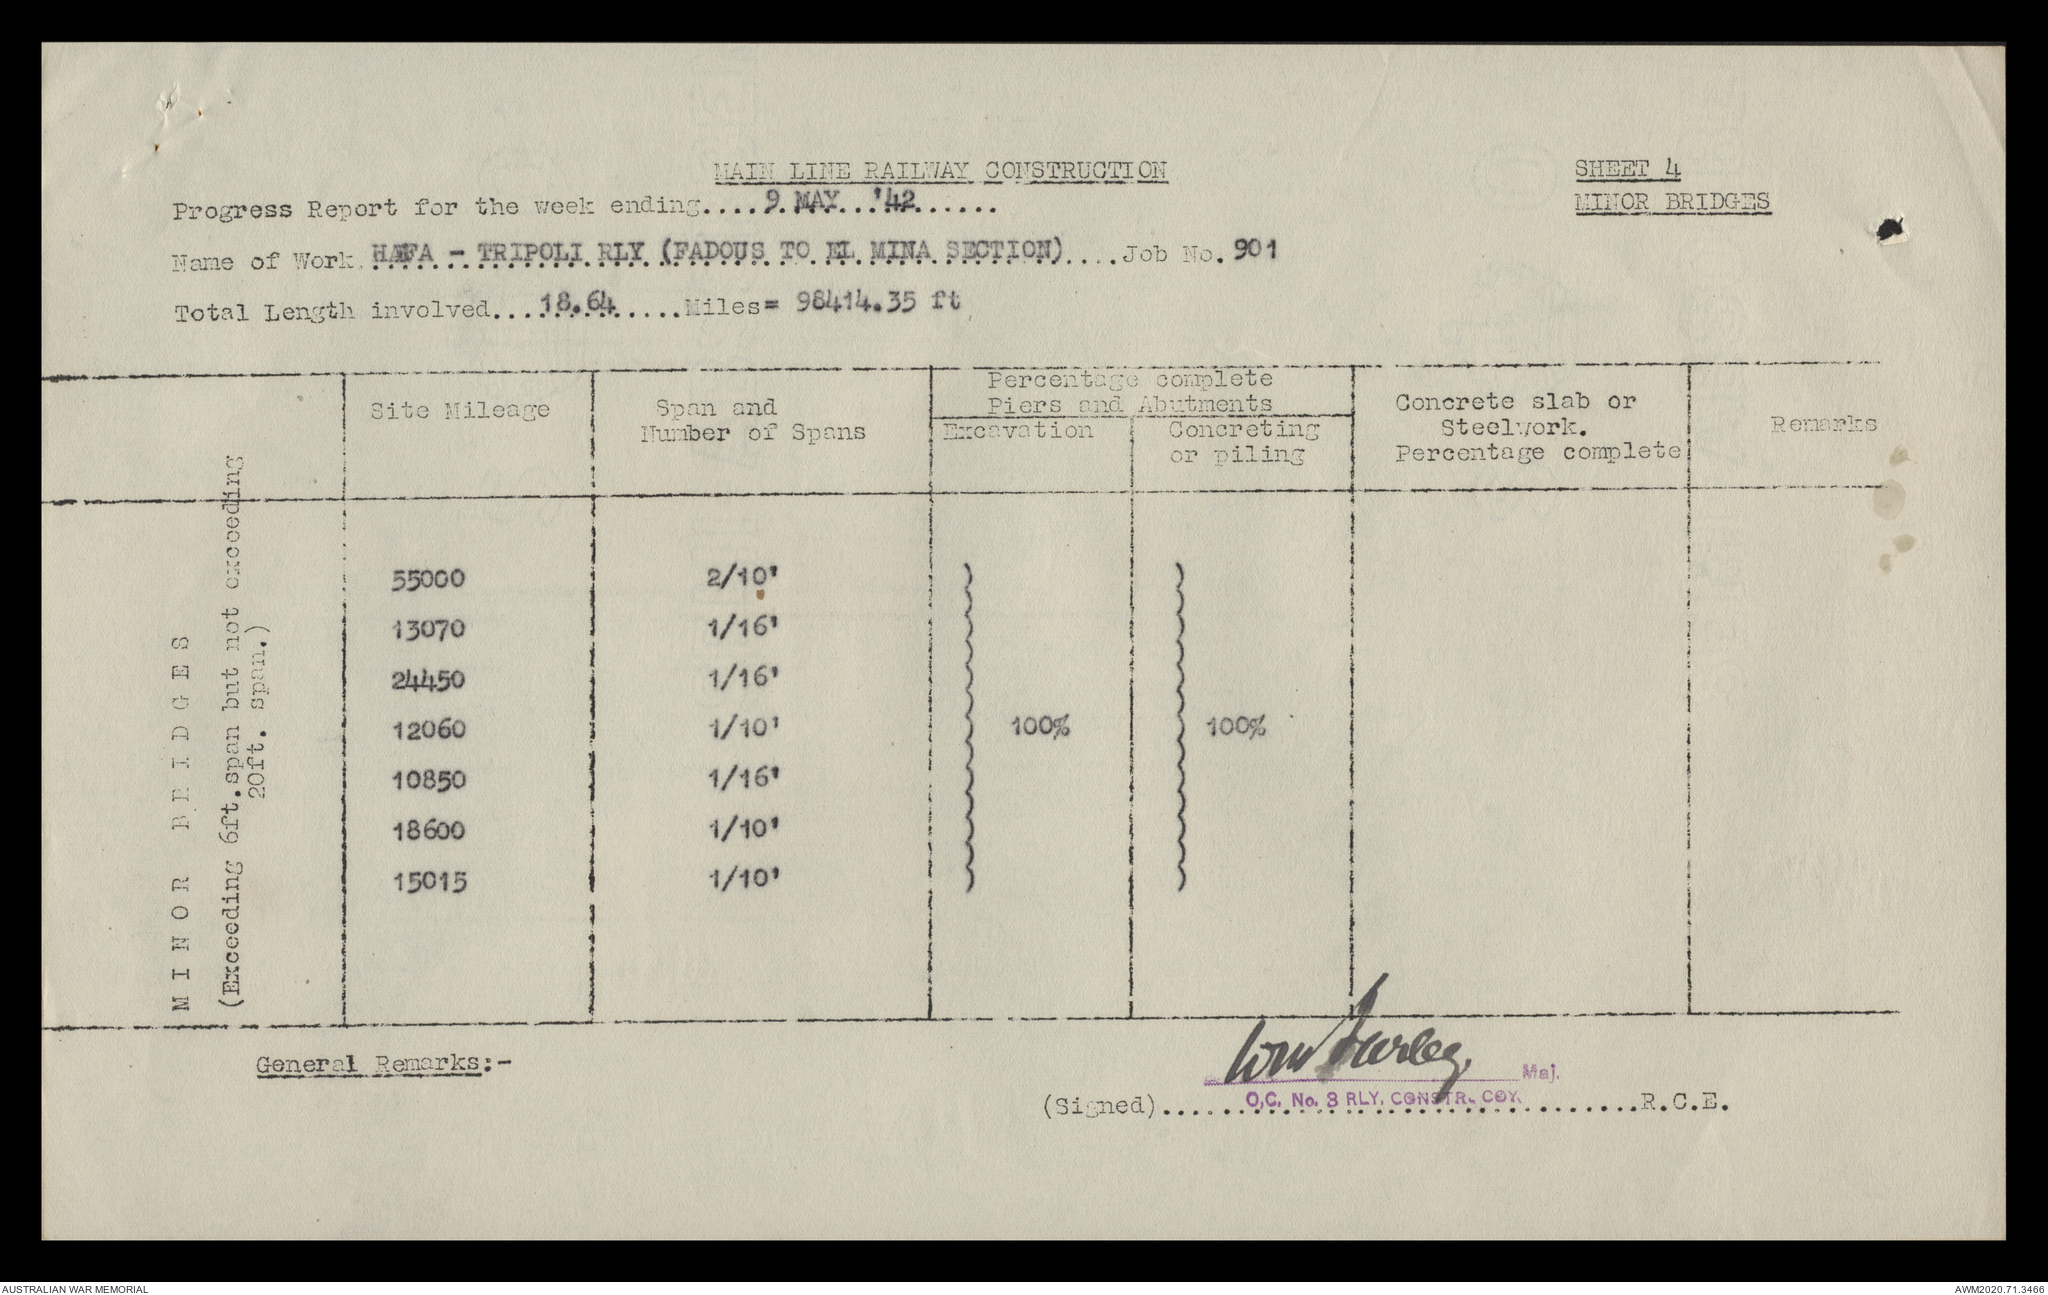 MAIN LINE RAILWAY CONSTRUCTION
SHEET 4
MINOR BRIDGES
Progress Report for the week ending....9 MAY '42......
Name of Work HAIFA - TRIPOLI RLY (FADOUS TO EL MINA SECTION)....Job No. 901
Total Length involved....18.64.....Miles= 98414.35 ft
Site Mileage
Span and
Number of Spans
Percentage complete
Piers and Abutments
Excavation
Concreting
or piling
Concrete slab or
Steelwork.
Percentage complete
Remarks
MINOR BRIDGES
(Exceeding 6ft.span but not exceeding
20ft. span.)
55000 2/10'
13070 1/16'
24450 1/16'
12060 1/10' 100% 100%
10850 1/16'
18600 1/10'
15015 1/10'
General Remarks:-
Maj.
O.C. No. 3 RLY. CONSTR. COY.
(Signed)................................R.C.E.
AUSTRALIAN WAR MEMORIAL
AWM2020.71.3466